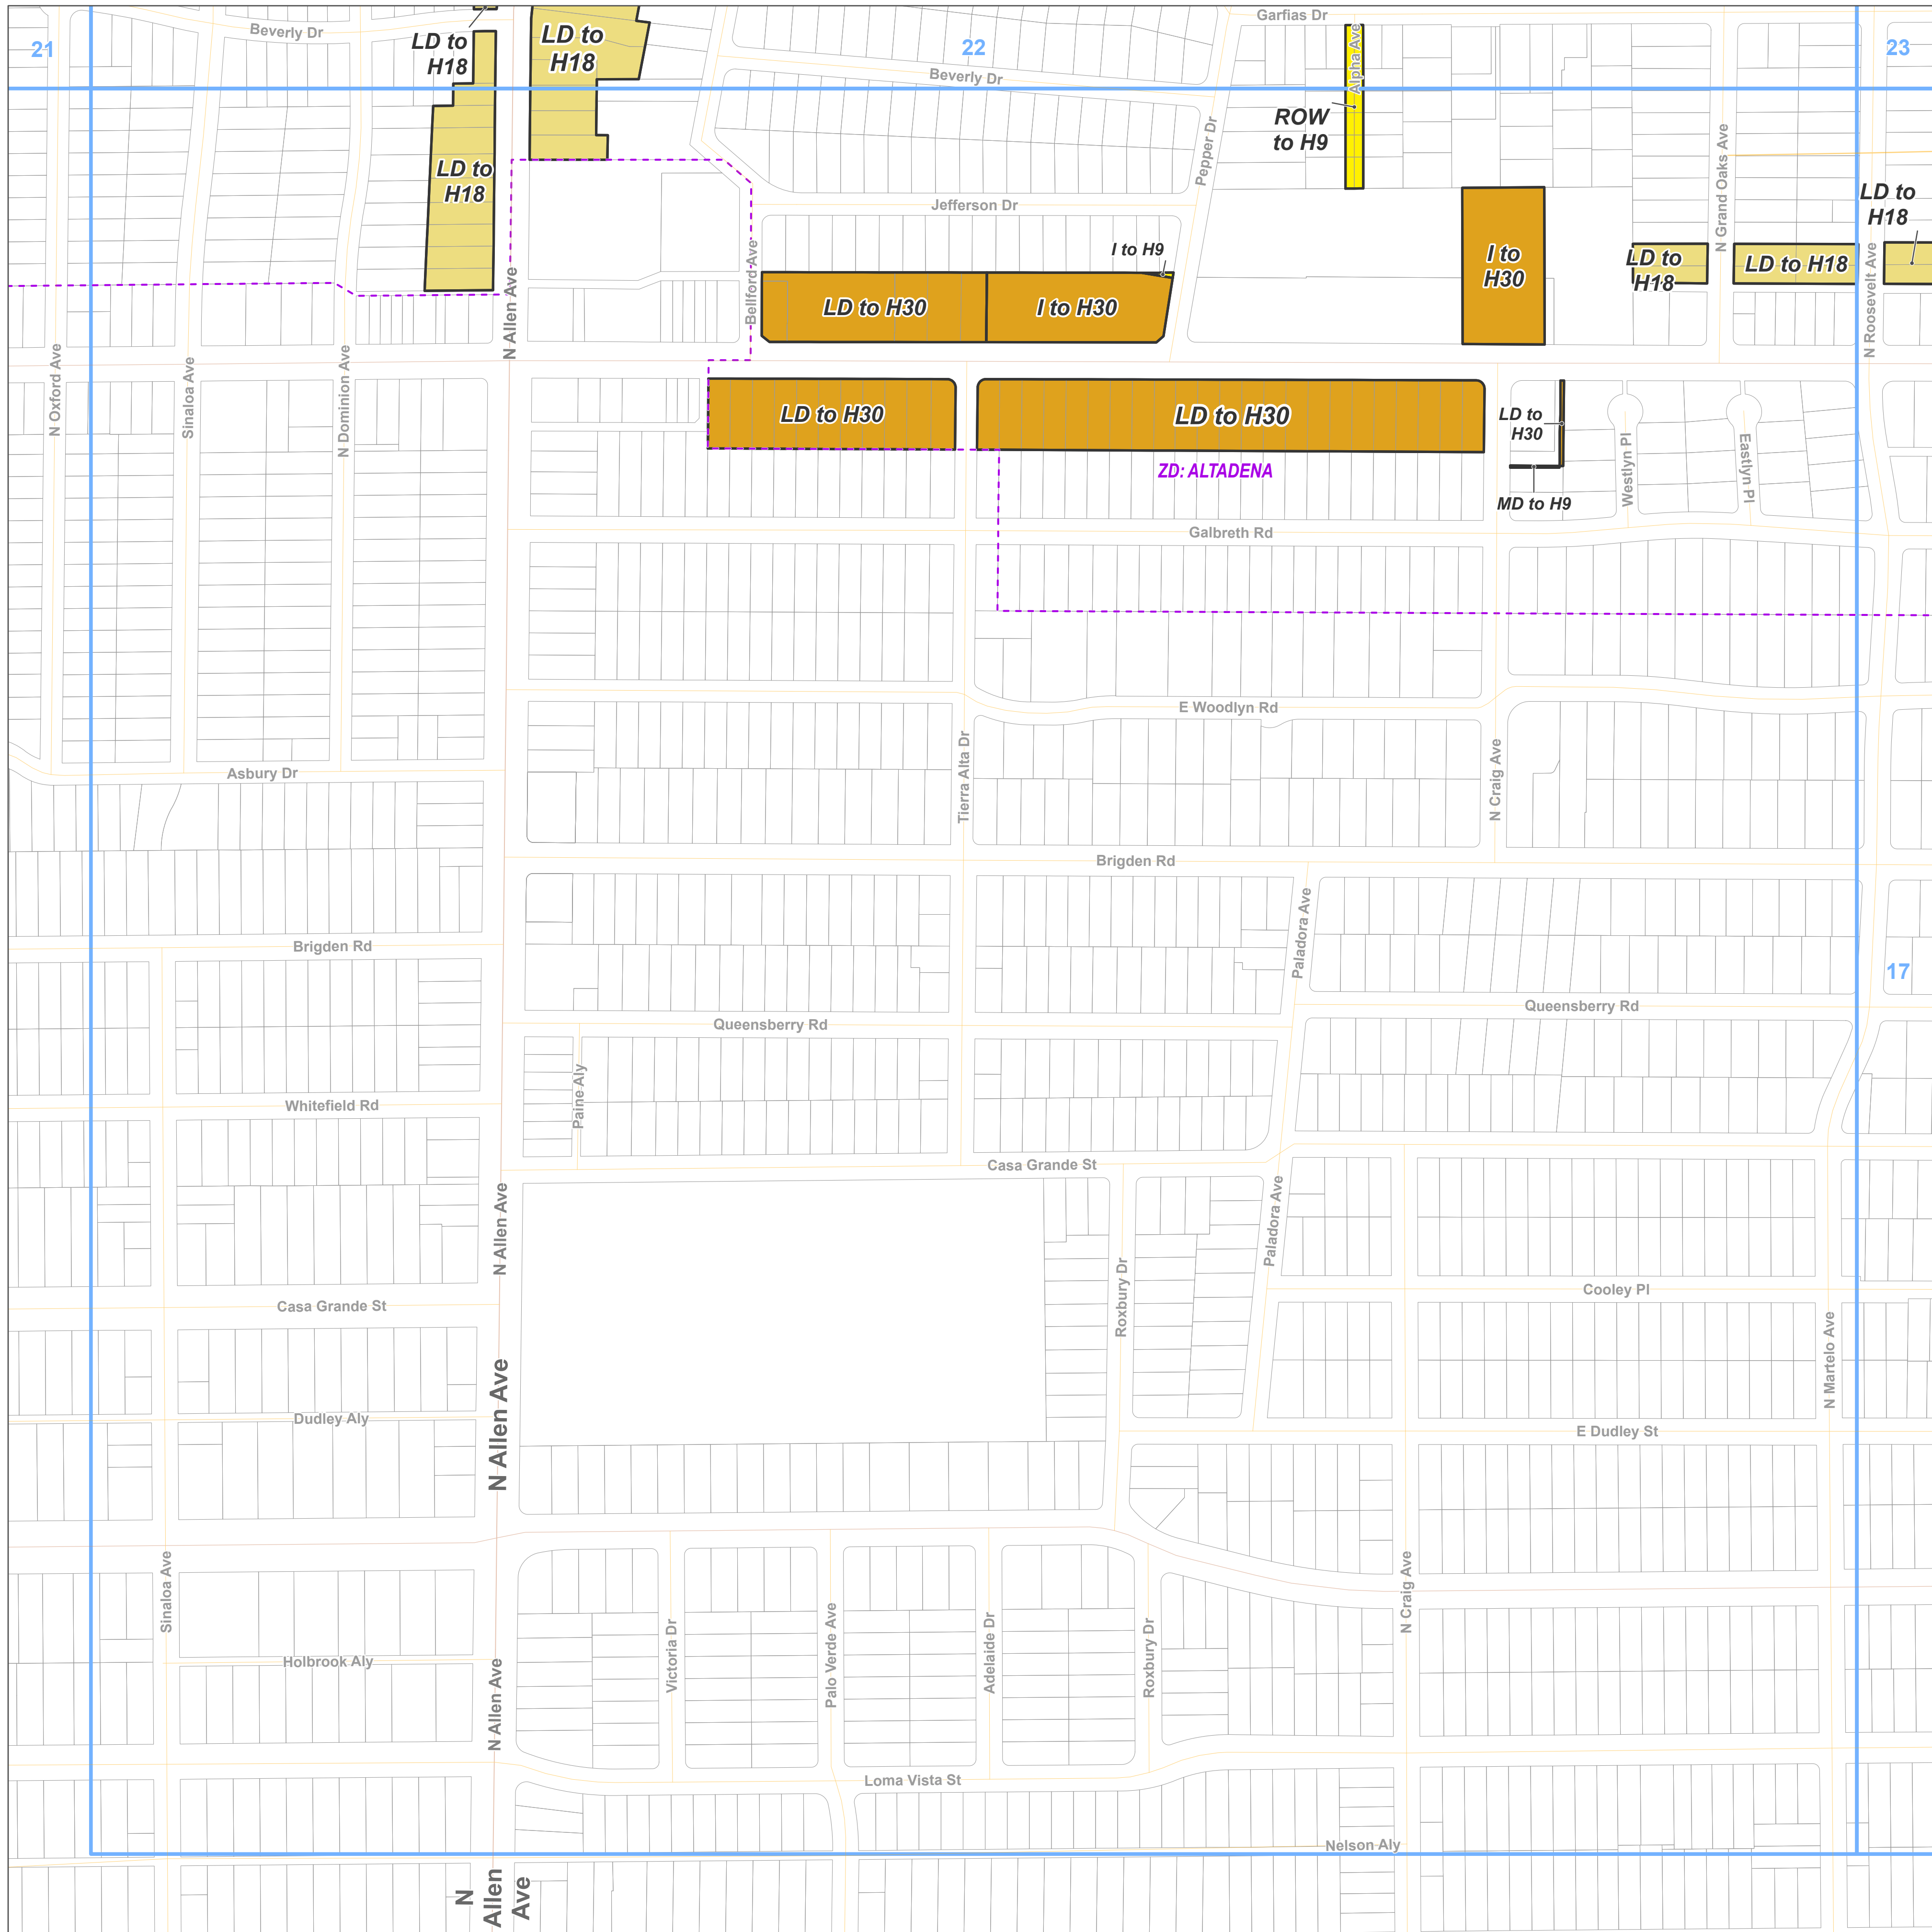 Garfias Dr
21
Beverly Dr
LD to
H18
LD to
H18
22
Beverly Dr
Alpha Ave
23
ROW
to H9
Pepper Dr
N Grand Oaks Ave
LD to
H18
LD to
H18
Jefferson Dr
I to H9
Bellford Ave
N Allen Ave
LD to H30
I to H30
I to
H30
LD to
H18
LD to H18
N Roosevelt Ave
N Oxford Ave
Sinaloa Ave
N Dominion Ave
LD to H30
LD to H30
LD to
H30
Westlyn Pl
Eastlyn Pl
ZD: ALTADENA
MD to H9
Galbreth Rd
E Woodlyn Rd
Asbury Dr
Tierra Alta Dr
N Craig Ave
Brigden Rd
Paladora Ave
Brigden Rd
17
Queensberry Rd
Queensberry Rd
Paine Aly
Whitefield Rd
Casa Grande St
N Allen Ave
Paladora Ave
Roxbury Dr
Cooley Pl
Casa Grande St
N Martelo Ave
N Allen Ave
Dudley Aly
E Dudley St
Sinaloa Ave
N Craig Ave
Victoria Dr
Palo Verde Ave
Adelaide Dr
Roxbury Dr
Holbrook Aly
N Allen Ave
Loma Vista St
Nelson Aly
N
Allen
Ave